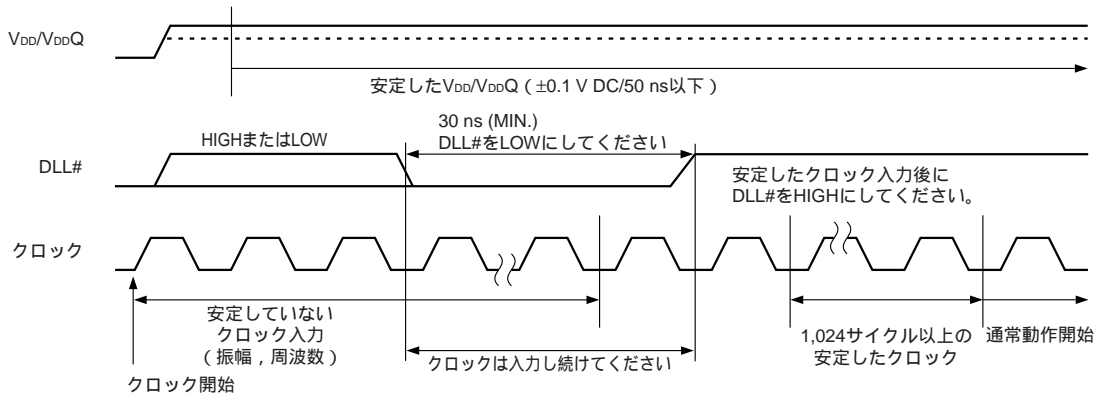 VDD/VDDQ
安定したVDD/VDDQ（±0.1 V DC/50 ns以下）
30 ns (MIN.)
DLL#をLOWにしてください
HIGHまたはLOW
DLL#
安定したクロック入力後に
DLL#をHIGHにしてください。
クロック
安定していない
クロック入力
（振幅，周波数）
クロック開始
クロックは入力し続けてください
1,024サイクル以上の
安定したクロック
通常動作開始